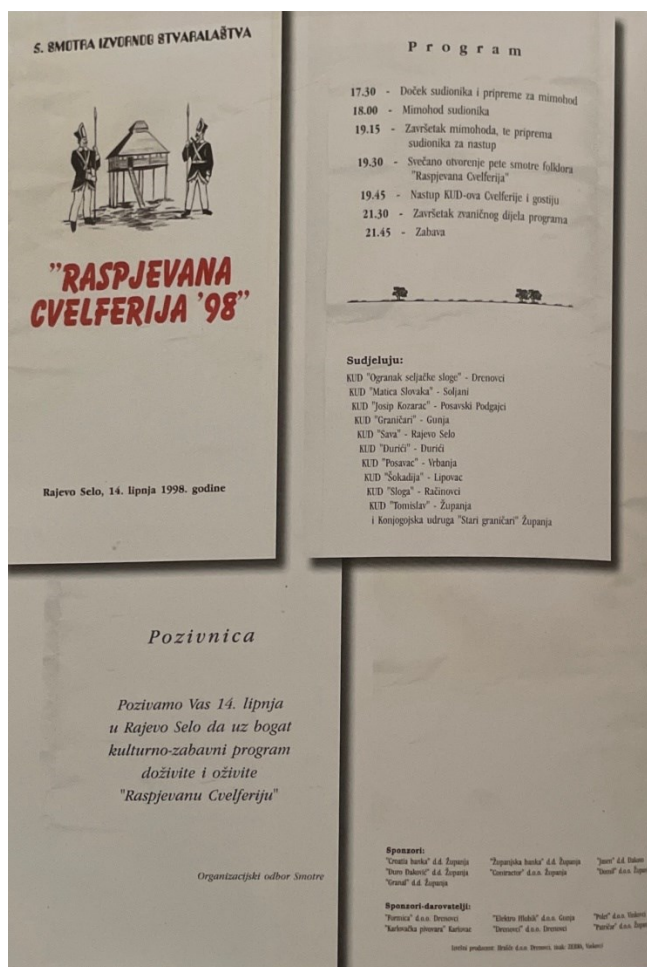 5. SMOTRA IZVORNOG STVARALAŠTVA
"RASPJEVANA
CVELFERIJA '98"
Rajevo Selo, 14. lipnja 1998. godine
Program
17.30 - Doček sudionika i pripreme za mimohod
18.00 - Mimohod sudionika
19.15 - Završetak mimohoda, te priprema
sudionika za nastup
19.30 - Svečano otvorenje pete smotre folklora
"Raspjevana Cvelferija"
19.45 - Nastup KUD-ova Cvelferije i gostiju
21.30 - Završetak zvaničnog dijela programa
21.45 - Zabava
Sudjeluju:
KUD "Ogranak seljačke sloge" - Drenovci
KUD "Matica Slovaka" - Soljani
KUD "Josip Kozarac" - Posavski Podgajci
KUD "Graničari" - Gunja
KUD "Sava" - Rajevo Selo
KUD "Đurići" - Đurići
KUD "Posavac" - Vrbanja
KUD "Šokadija" - Lipovac
KUD "Sloga" - Račinovci
KUD "Tomislav" - Županja
i Konjogojska udruga "Stari graničari" Županja
Pozivnica
Pozivamo Vas 14. lipnja
u Rajevo Selo da uz bogat
kulturno-zabavni program
doživite i oživite
"Raspjevanu Cvelferiju"
Organizacijski odbor Smotre
Sponzori:
"Croatia banka" d.d. Županja "Županjska banka" d.d. Županja d.d.
"Đuro Đaković" d.d. Županja "Contractor" d.o.o. Županja d.o.o.
"Granal" d.d. Županja
Sponzori-darovatelji:
d.o.o. Drenovci "Elektro d.o.o. Gunja d.o.o.
"Karlovačka pivovara" Karlovac "Drenovci" d.o.o. Drenovci d.o.o.
d.o.o. Drenovci,